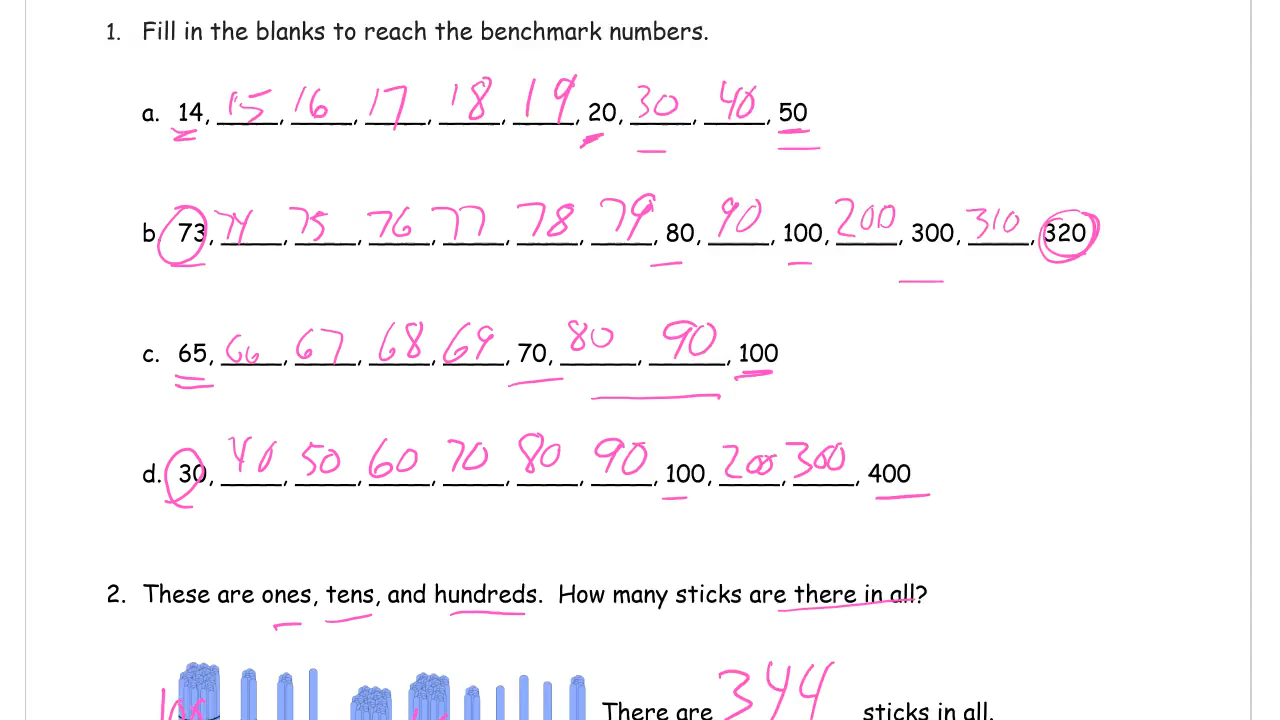 1. Fill in the blanks to reach the benchmark numbers.
a. 14, 15, 16, 17, 18, 19, 20, 30, 40, 50
b 73, 74, 75, 76, 77, 78, 79, 80, 90, 100, 200, 300, 310, 320
c. 65, 66, 67, 68, 69, 70, 80, 90, 100
d. 30, 40, 50, 60, 70, 80, 90, 100, 200, 300, 400
2. These are ones, tens, and hundreds. How many sticks are there in all?
There are 344 sticks in all.